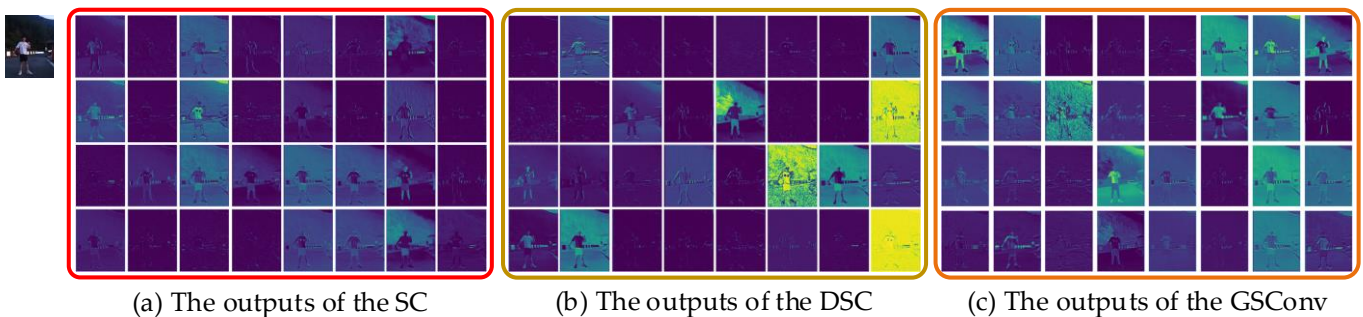 (a) The outputs of the SC
(b) The outputs of the DSC
(c) The outputs of the GSConv